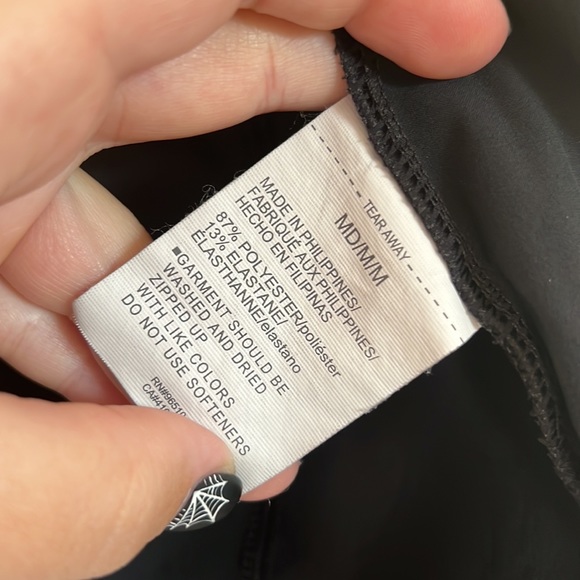 TEAR AWAY
MD/M/M
MADE IN PHILIPPINES/
FABRIQUÉ AUX PHILIPPINES/
HECHO EN FILIPINAS
87% POLYESTER/poliéster
13% ELASTANE/
ÉLASTHANNE/elastano
■GARMENT SHOULD BE
WASHED AND DRIED
ZIPPED UP
WITH LIKE COLORS
DO NOT USE SOFTENERS